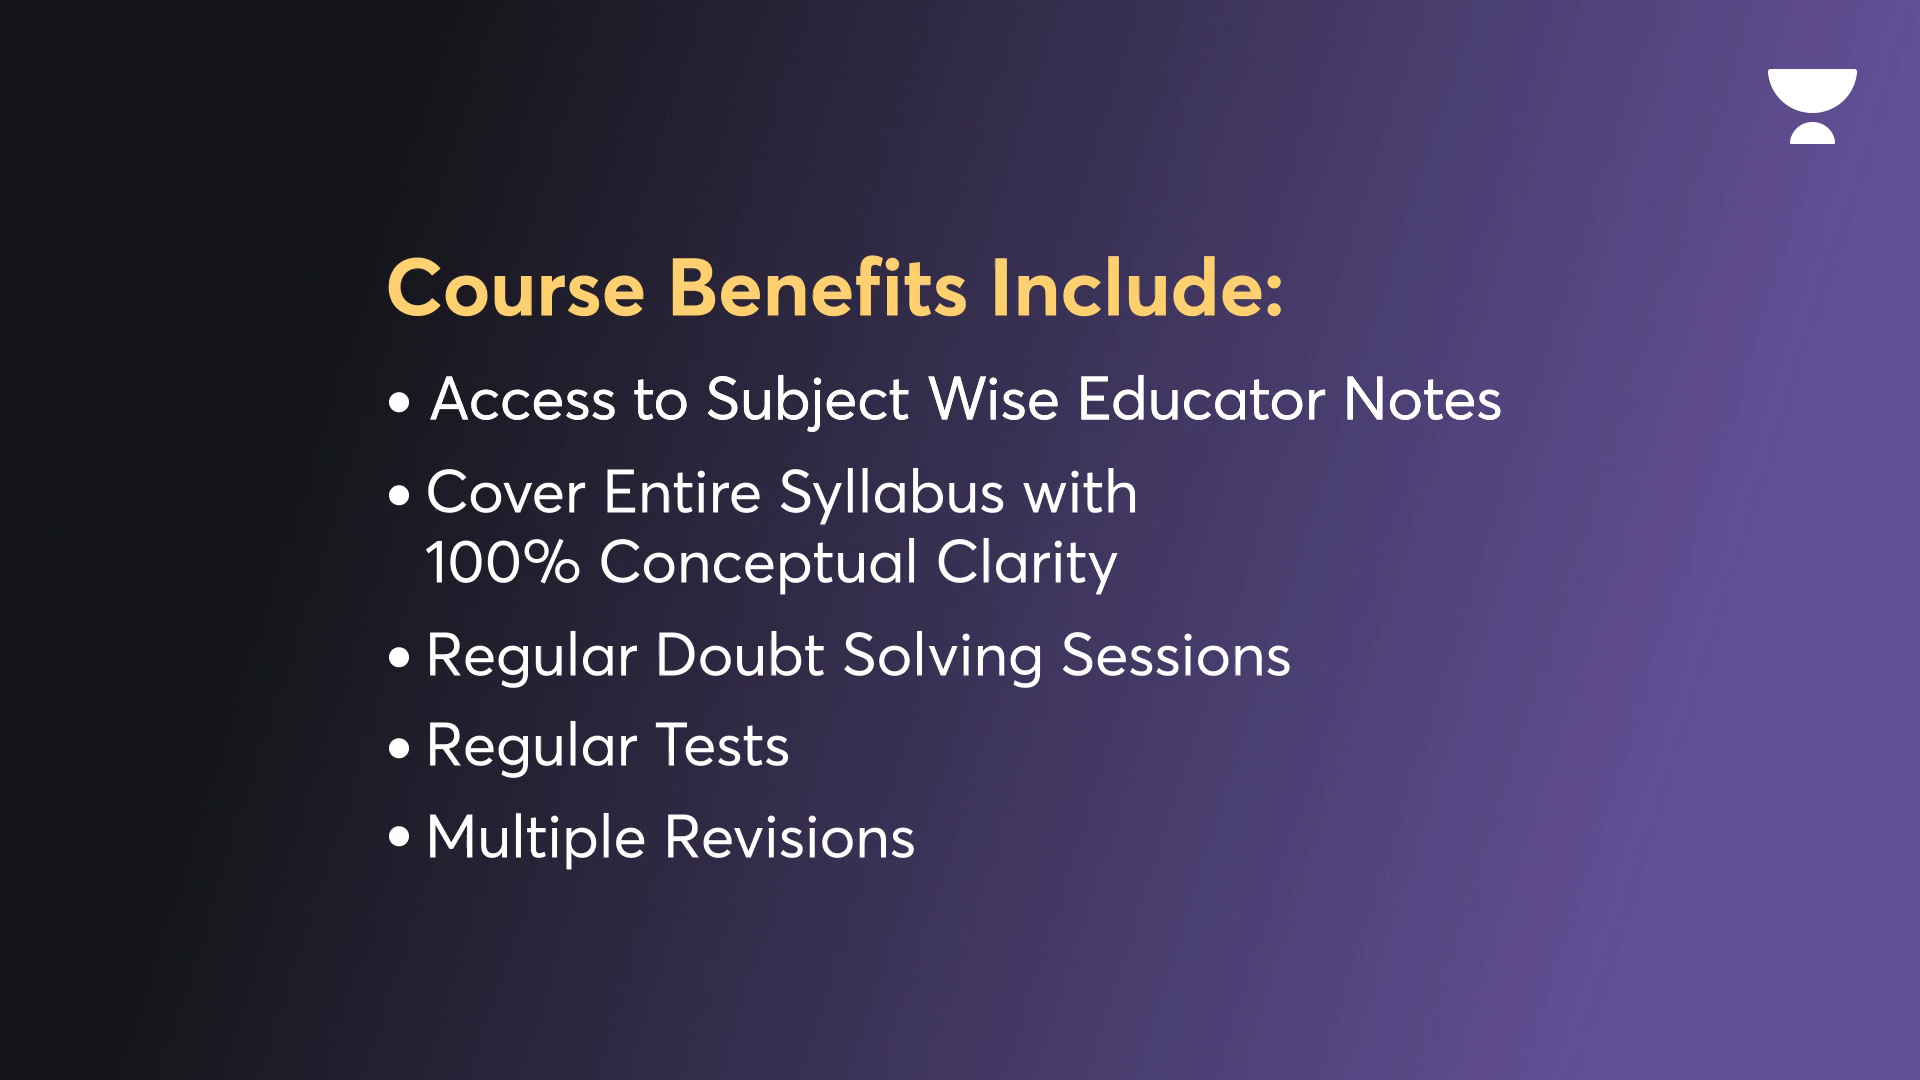 Course Benefits Include:
• Access to Subject Wise Educator Notes
• Cover Entire Syllabus with
100% Conceptual Clarity
• Regular Doubt Solving Sessions
• Regular Tests
• Multiple Revisions